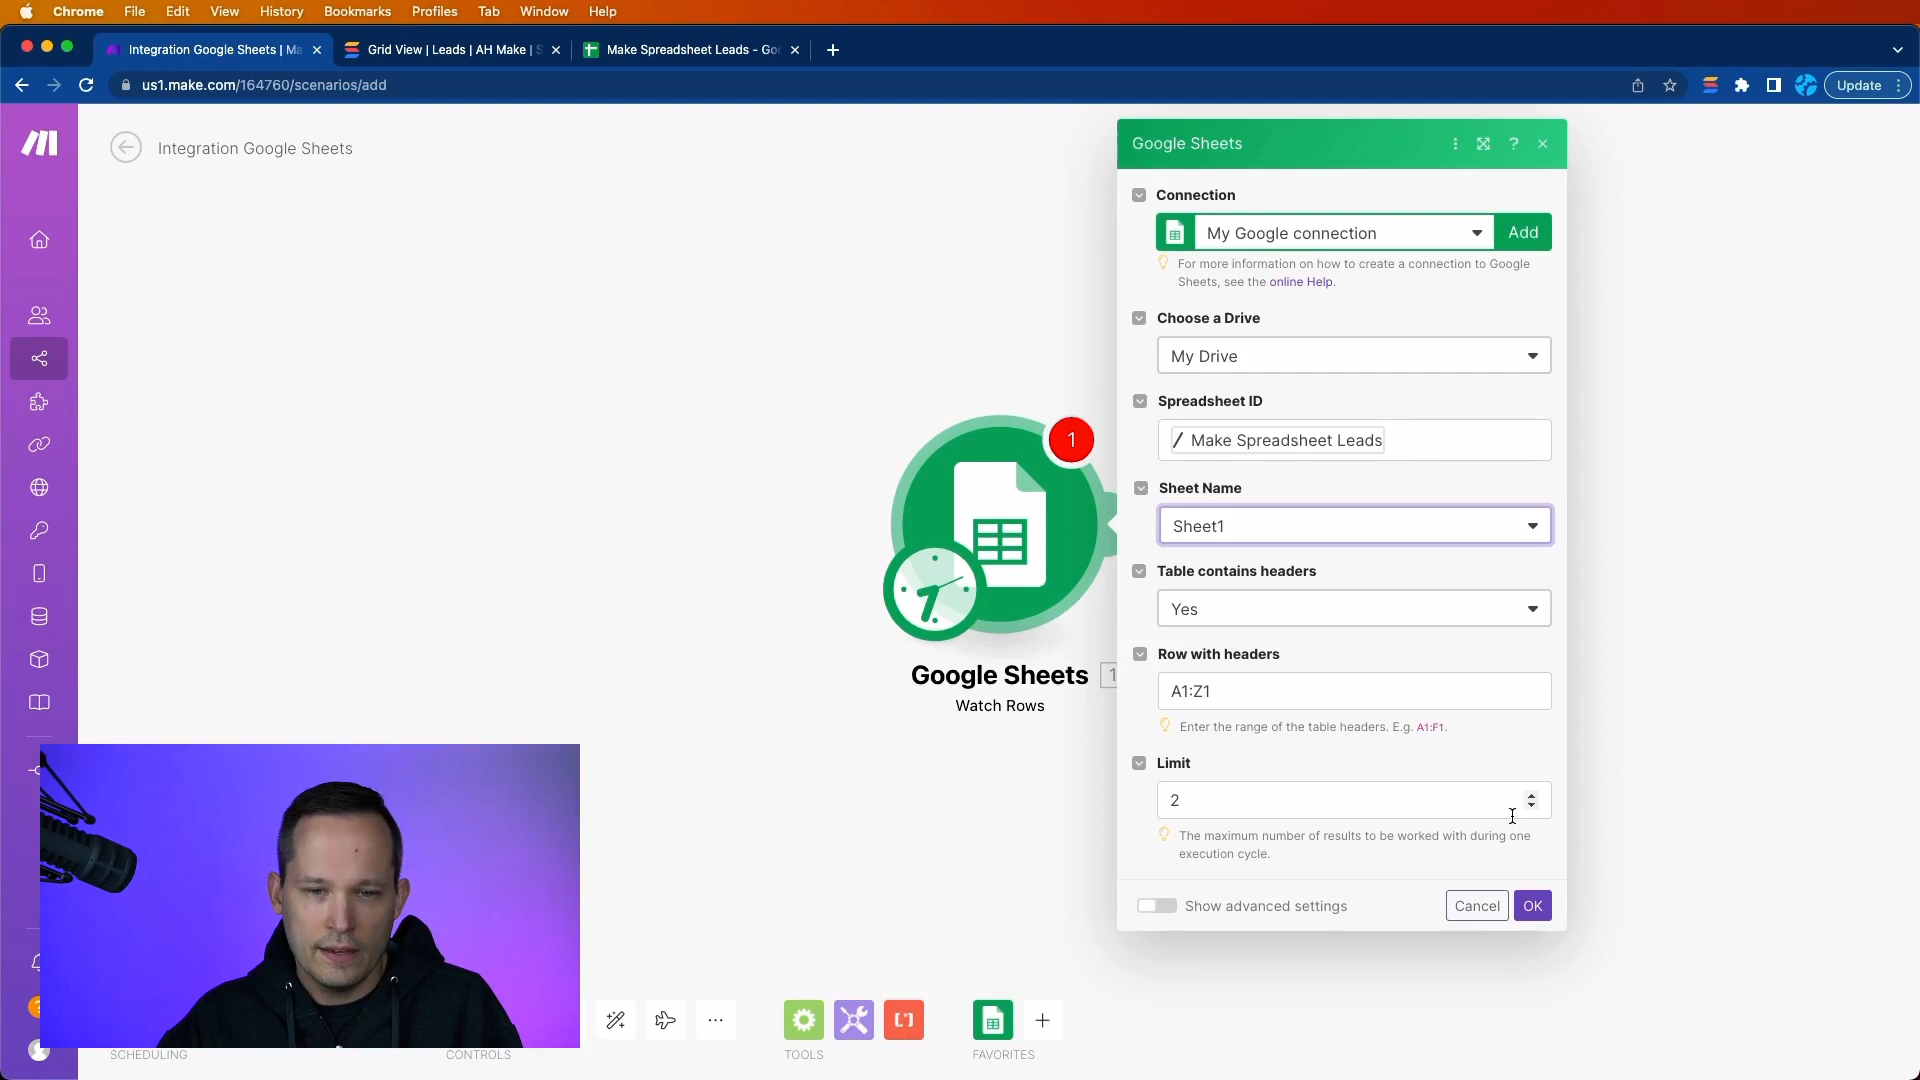 Chrome File Edit View History Bookmarks Profiles Tab Window Help
Integration Google Sheets | Ma
Grid View | Leads | AH Make | S
Make Spreadsheet Leads - Goo
us1.make.com/164760/scenarios/add
Update
Integration Google Sheets
Google Sheets
?
Connection
My Google connection
Add
For more information on how to create a connection to Google
Sheets, see the online Help.
Choose a Drive
My Drive
Spreadsheet ID
/ Make Spreadsheet Leads
Sheet Name
Sheet1
Table contains headers
Yes
Row with headers
A1:Z1
Enter the range of the table headers. E.g. A1:F1.
Limit
2
The maximum number of results to be worked with during one
execution cycle.
Show advanced settings
Cancel
OK
1
Google Sheets
1
Watch Rows
SCHEDULING
CONTROLS
TOOLS
FAVORITES